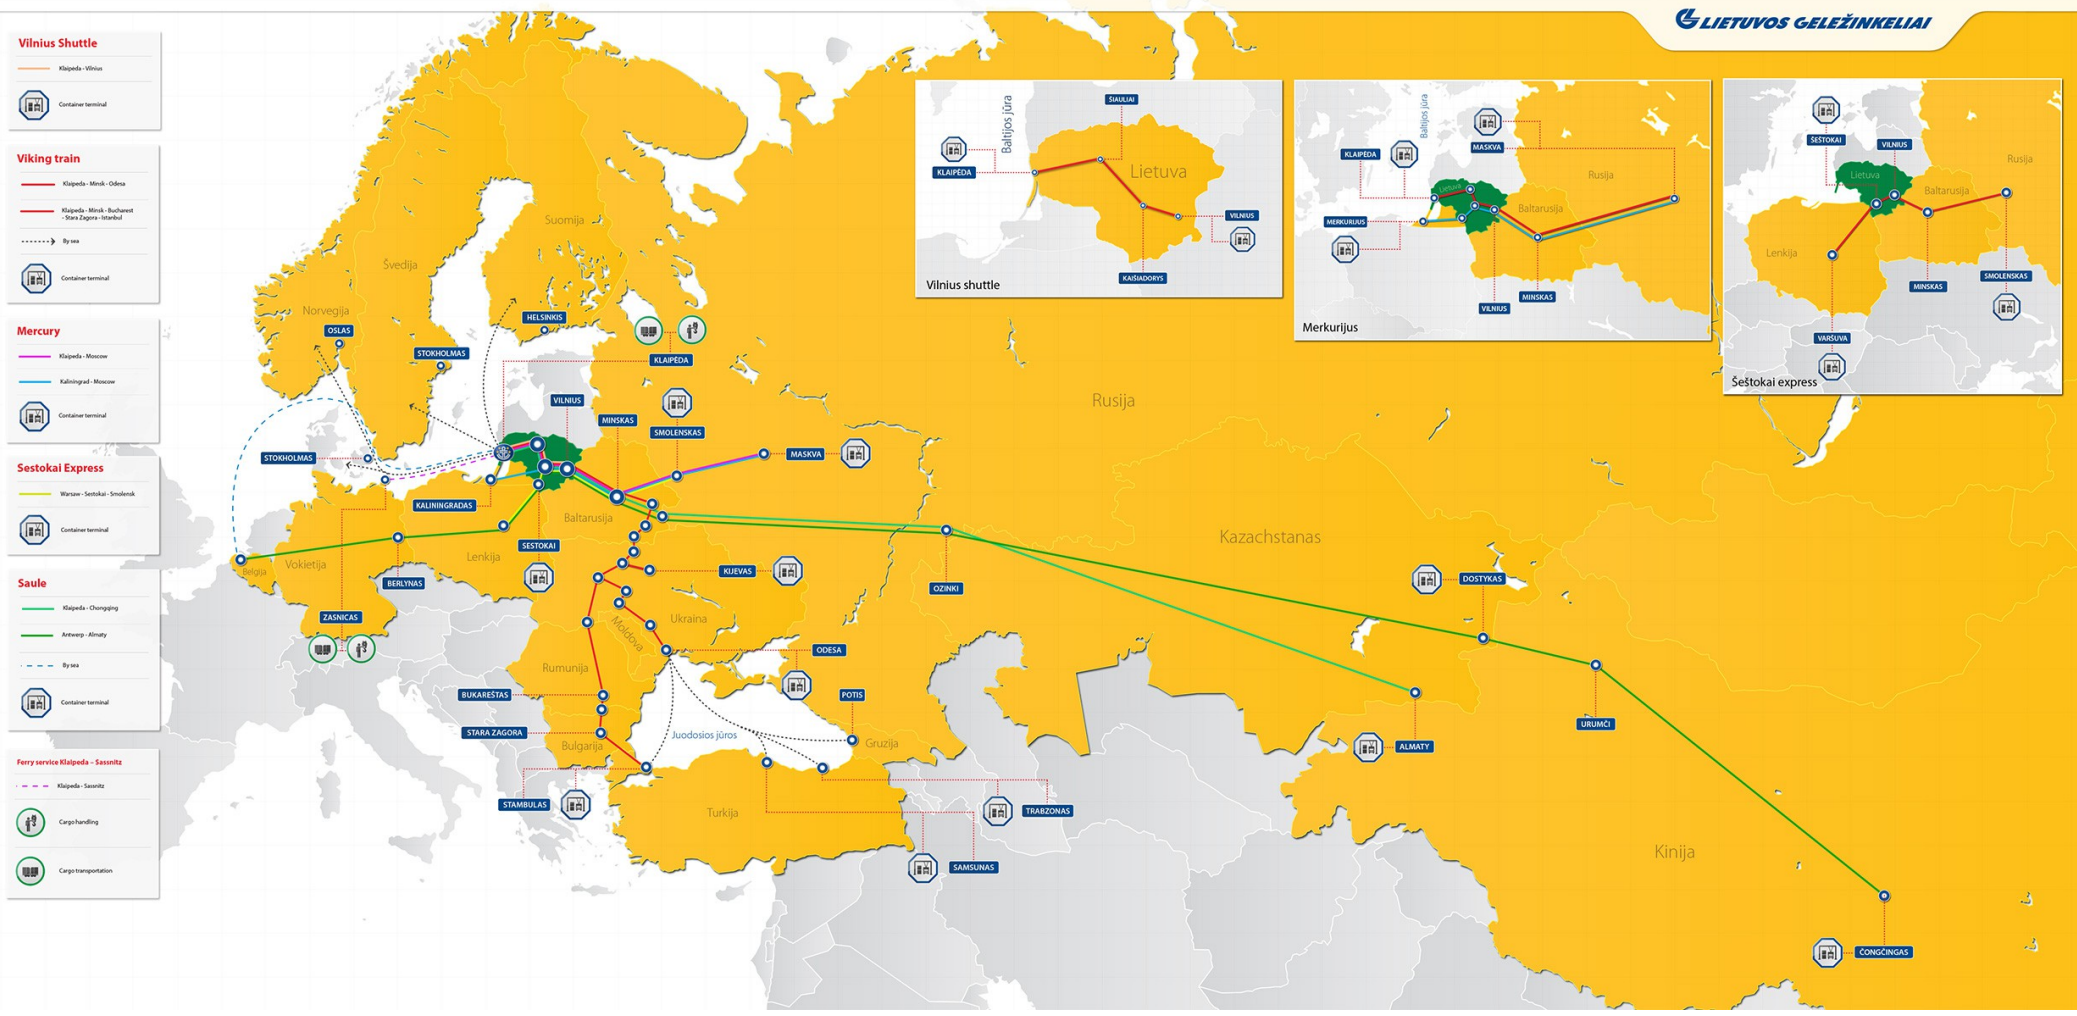 LIETUVOS GELEŽINKELIAI
Vilnius Shuttle
Klaipėda - Vilnius
Container terminal
Viking train
Klaipeda - Minsk - Odesa
Klaipeda - Minsk - Bucharest
- Stara Zagora - Istanbul
By sea
Container terminal
Mercury
Klaipeda - Moscow
Kaliningrad - Moscow
Container terminal
Sestokai Express
Warsaw - Sestokai - Smolensk
Container terminal
Saule
Klaipeda - Chongqing
Antwerp - Almaty
By sea
Container terminal
Ferry service Klaipeda – Sassnitz
Klaipeda - Sassnitz
Cargo handling
Cargo transportation
Baltijos jūra
ŠIAULIAI
KLAIPĖDA
Lietuva
VILNIUS
KAIŠIADORYS
Vilnius shuttle
Baltijos jūra
MASKVA
KLAIPĖDA
Lietuva
Rusija
MERKURIJUS
Baltarusija
MINSKAS
VILNIUS
Merkurijus
ŠEŠTOKAI
VILNIUS
Rusija
Lietuva
Baltarusija
Lenkija
SMOLENSKAS
MINSKAS
VARŠUVA
Šeštokai express
Suomija
Švedija
Norvegija
OSLAS
HELSINKIS
STOKHOLMAS
KLAIPĖDA
VILNIUS
MINSKAS
SMOLENSKAS
Rusija
MASKVA
STOKHOLMAS
KALININGRADAS
Baltarusija
SESTOKAI
Lenkija
Belgija
Vokietija
BERLYNAS
KIJEVAS
OZINKI
Kazachstanas
DOSTYKAS
ZASNICAS
Ukraina
Moldova
ODESA
Rumunija
BUKAREŠTAS
POTIS
STARA ZAGORA
Juodosios jūros
Bulgarija
Gruzija
URUMČI
ALMATY
STAMBULAS
Turkija
TRABZONAS
SAMSUNAS
Kinija
ČONGČINGAS